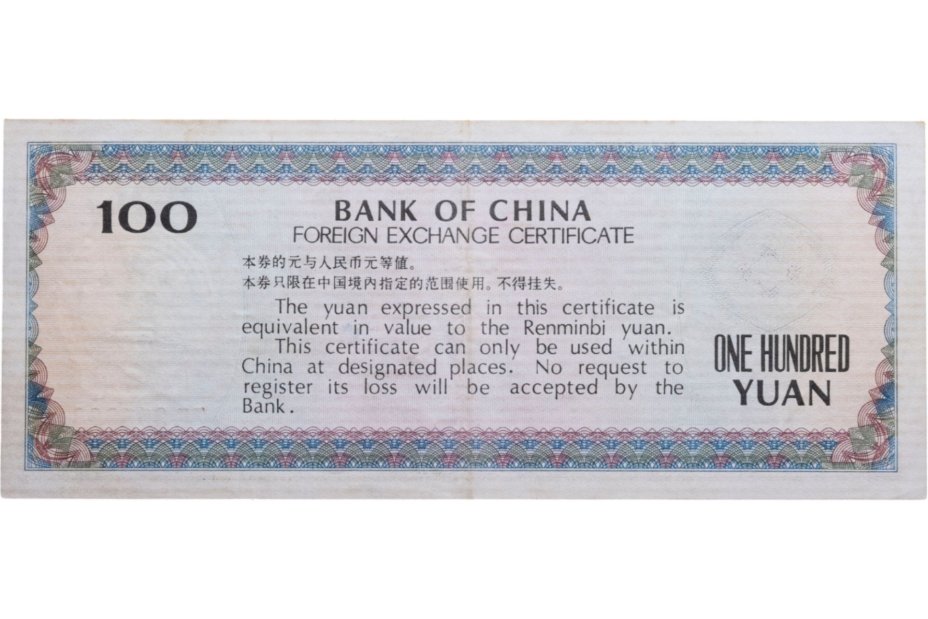 100
BANK OF CHINA
FOREIGN EXCHANGE CERTIFICATE
本券的元与人民币元等值。
本券只限在中国境内指定的范围使用。不得挂失。
The yuan expressed in this certificate is
equivalent in value to the Renminbi yuan.
This certificate can only be used within
China at designated places. No request to
register its loss will be accepted by the
Bank.
ONE HUNDRED
YUAN